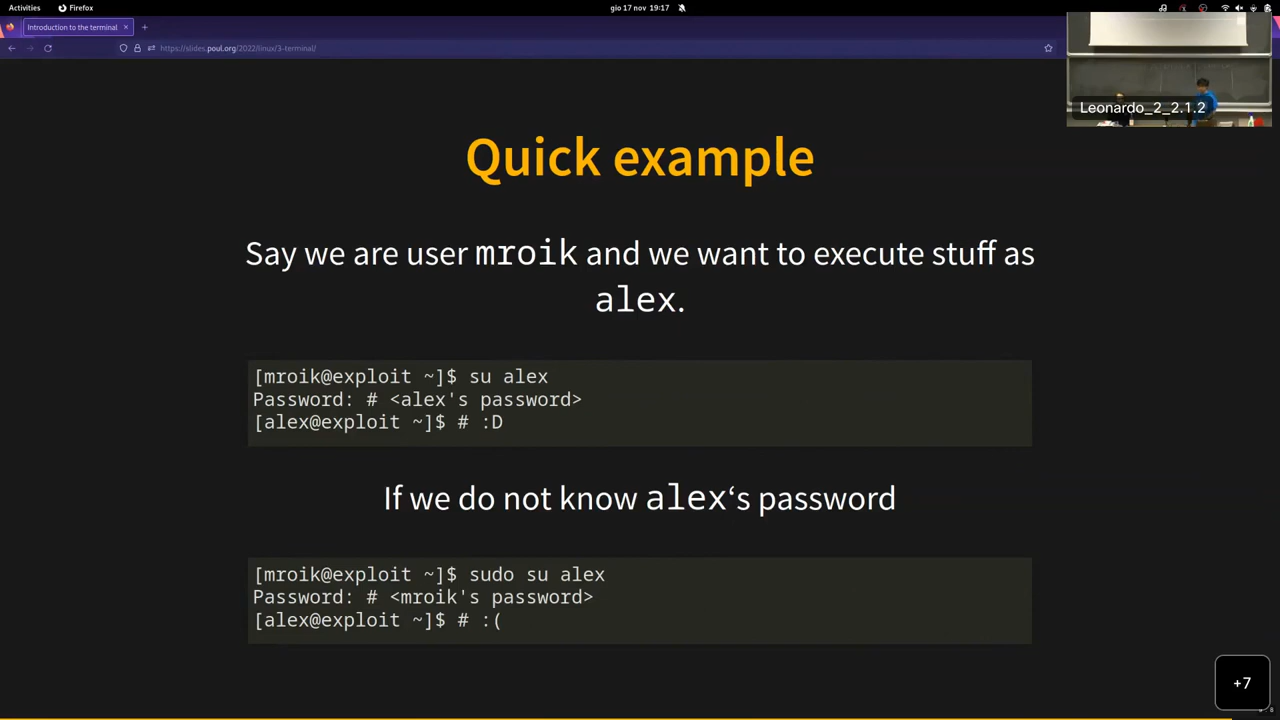 Activities
Firefox
gio 17 nov 19:17
Introduction to the terminal
https://slides.poul.org/2022/linux/3-terminal/
Leonardo_2_2.1.2
Quick example
Say we are user mroik and we want to execute stuff as
alex.
[mroik@exploit ~]$ su alex
Password: # <alex's password>
[alex@exploit ~]$ # :D
If we do not know alex‘s password
[mroik@exploit ~]$ sudo su alex
Password: # <mroik's password>
[alex@exploit ~]$ # :(
+7